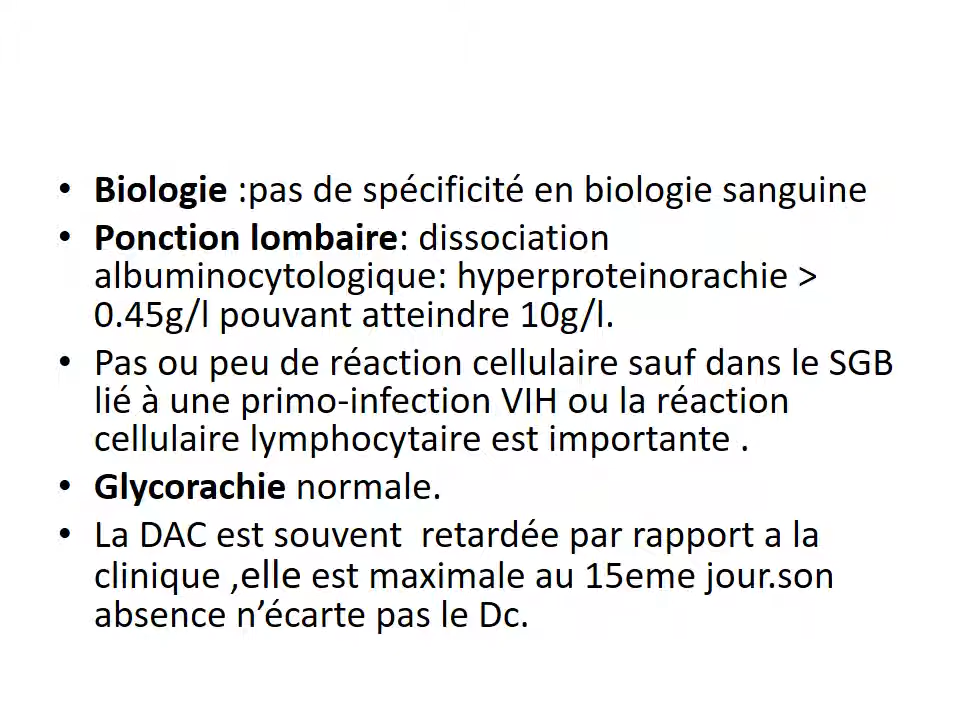 • Biologie :pas de spécificité en biologie sanguine
• Ponction lombaire: dissociation
albuminocytologique: hyperproteinorachie >
0.45g/l pouvant atteindre 10g/l.
• Pas ou peu de réaction cellulaire sauf dans le SGB
lié à une primo-infection VIH ou la réaction
cellulaire lymphocytaire est importante .
• Glycorachie normale.
• La DAC est souvent  retardée par rapport a la
clinique ,elle est maximale au 15eme jour.son
absence n’écarte pas le Dc.